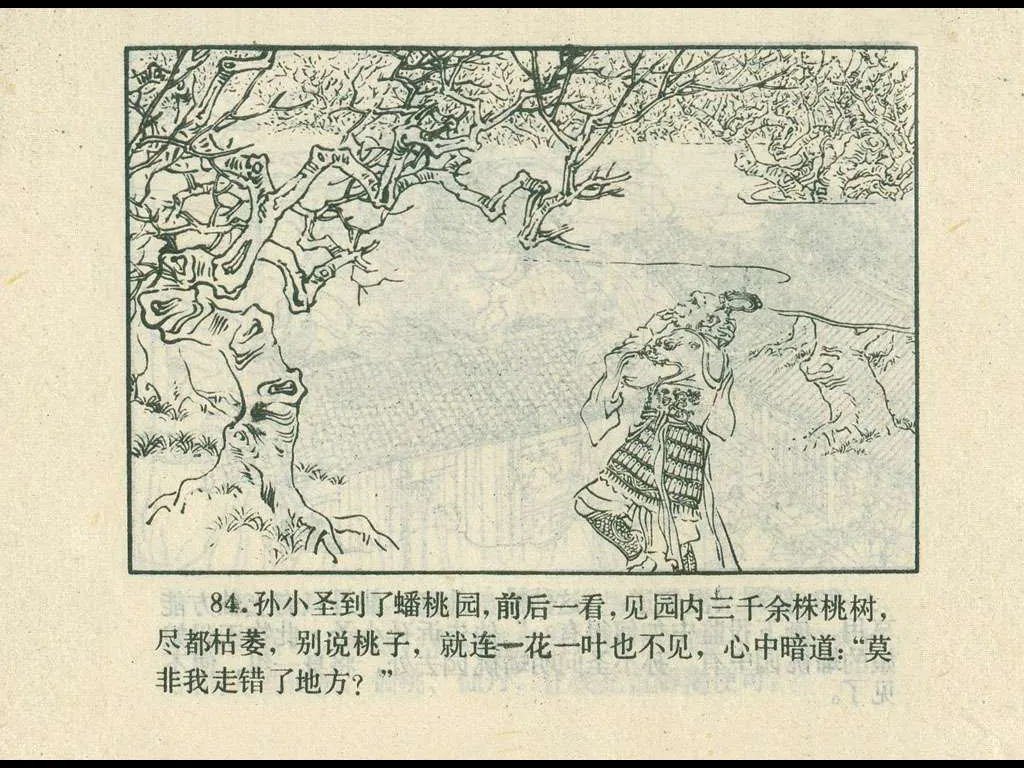 84.孙小圣到了蟠桃园，前后一看，见园内三千余株桃树，
尽都枯萎，别说桃子，就连一花一叶也不见，心中暗道：“莫
非我走错了地方？”